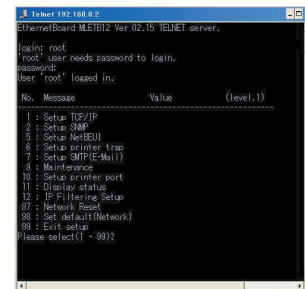 Telnet 192.168.0.2
EthernetBoard MLETB12 Ver 02.15 TELNET server.
login: root
'root' user needs password to login.
password:
User 'root' logged in.
No. Message Value (level.1)
1 : Setup TCP/IP
2 : Setup SNMP
5 : Setup NetBEUI
6 : Setup printer trap
7 : Setup SMTP(E-Mail)
9 : Maintenance
10 : Setup printer port
11 : Display status
12 : IP Filtering Setup
97 : Network Reset
98 : Set default(Network)
99 : Exit setup
Please select(1 - 99)?